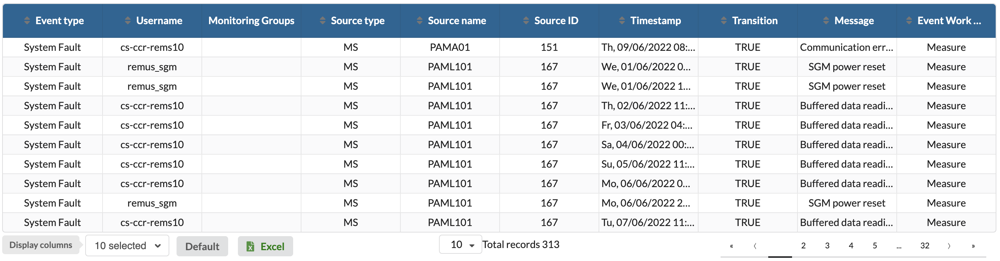 Event type Username Monitoring Groups Source type Source name Source ID Timestamp Transition Message Event Work ...
System Fault cs-ccr-rems10 MS PAMA01 151 Th, 09/06/2022 08:... TRUE Communication err... Measure
System Fault remus_sgm MS PAML101 167 We, 01/06/2022 0... TRUE SGM power reset Measure
System Fault remus_sgm MS PAML101 167 We, 01/06/2022 1... TRUE SGM power reset Measure
System Fault cs-ccr-rems10 MS PAML101 167 Th, 02/06/2022 11:... TRUE Buffered data readi... Measure
System Fault cs-ccr-rems10 MS PAML101 167 Fr, 03/06/2022 04:... TRUE Buffered data readi... Measure
System Fault cs-ccr-rems10 MS PAML101 167 Sa, 04/06/2022 00:... TRUE Buffered data readi... Measure
System Fault cs-ccr-rems10 MS PAML101 167 Su, 05/06/2022 11:... TRUE Buffered data readi... Measure
System Fault cs-ccr-rems10 MS PAML101 167 Mo, 06/06/2022 0... TRUE Buffered data readi... Measure
System Fault remus_sgm MS PAML101 167 Mo, 06/06/2022 2... TRUE SGM power reset Measure
System Fault cs-ccr-rems10 MS PAML101 167 Tu, 07/06/2022 11:... TRUE Buffered data readi... Measure
Display columns 10 selected Default Excel 10 Total records 313 « 〈 2 3 4 5 ... 32 〉 »